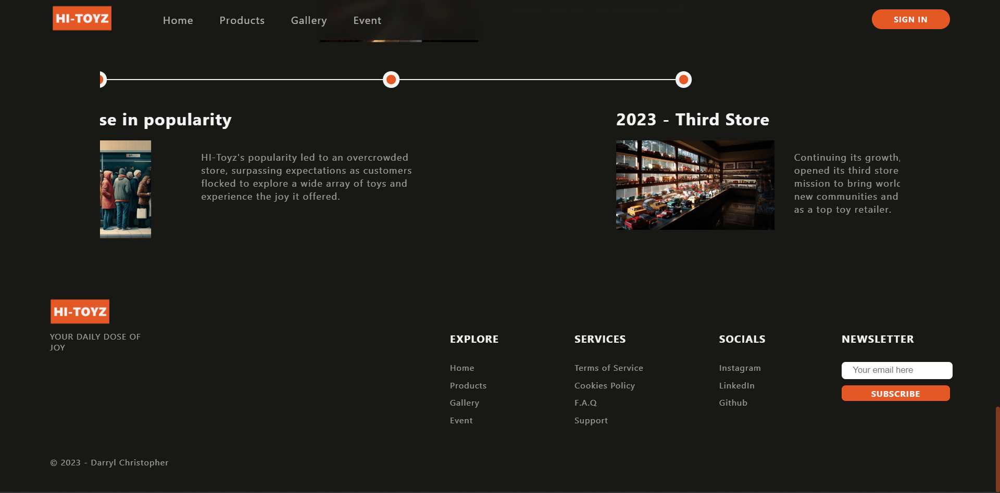 HI-TOYZ
Home
Products
Gallery
Event
SIGN IN
se in popularity
HI-Toyz's popularity led to an overcrowded
store, surpassing expectations as customers
flocked to explore a wide array of toys and
experience the joy it offered.
2023 - Third Store
Continuing its growth,
opened its third store
mission to bring world
new communities and
as a top toy retailer.
HI-TOYZ
YOUR DAILY DOSE OF
JOY
EXPLORE
Home
Products
Gallery
Event
SERVICES
Terms of Service
Cookies Policy
F.A.Q
Support
SOCIALS
Instagram
LinkedIn
Github
NEWSLETTER
Your email here
SUBSCRIBE
© 2023 - Darryl Christopher